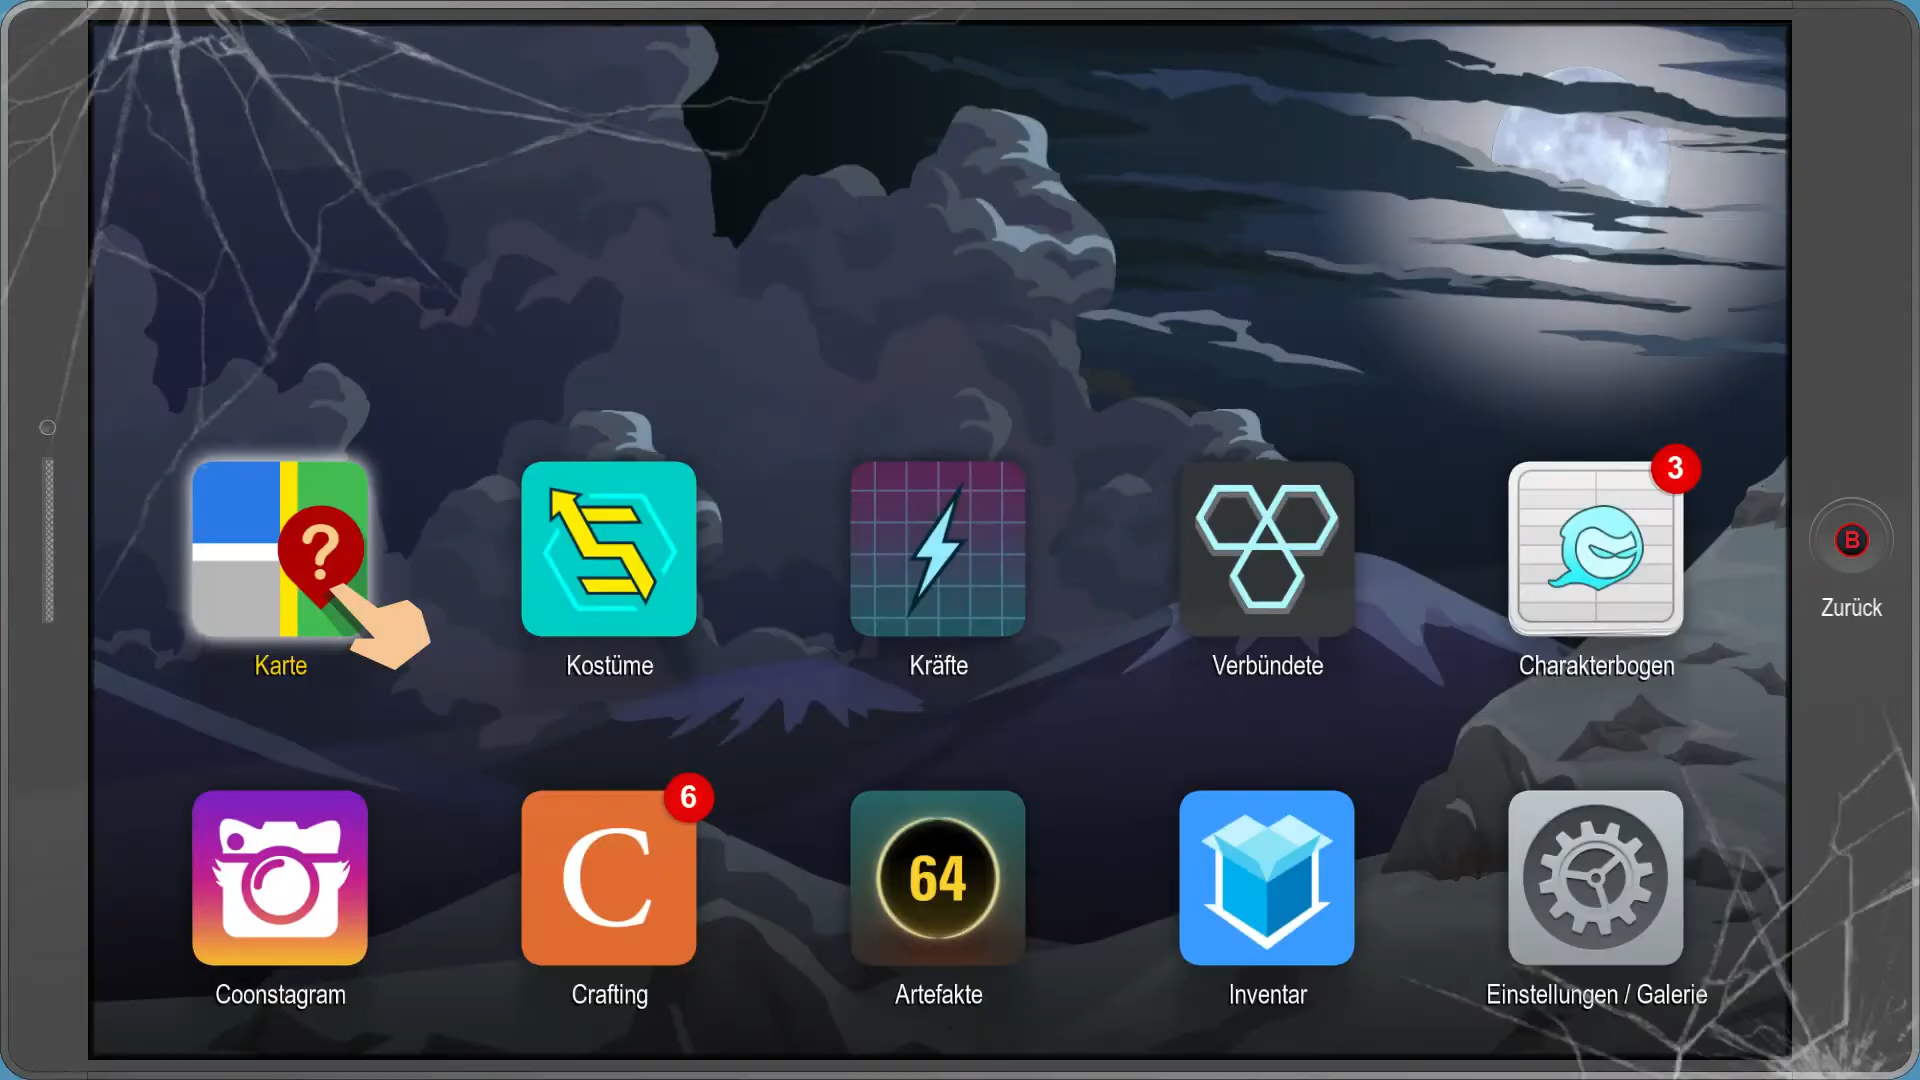 3
?
B
Zurück
Karte
Kostüme
Kräfte
Verbündete
Charakterbogen
6
C
64
Coonstagram
Crafting
Artefakte
Inventar
Einstellungen / Galerie